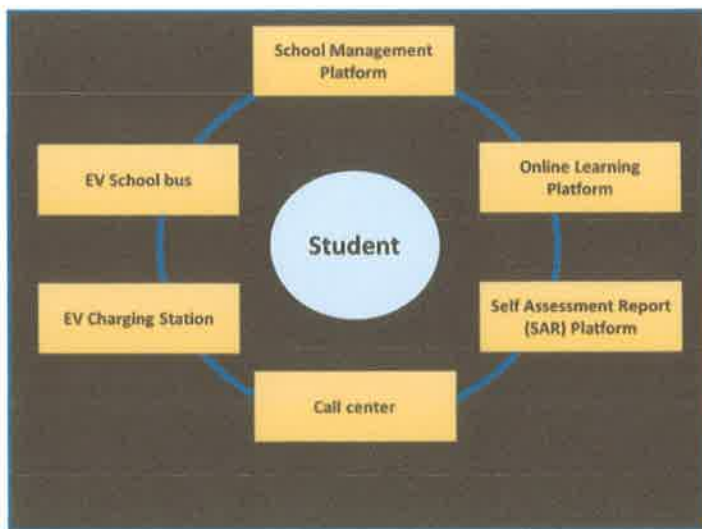 School Management
Platform
EV School bus
Online Learning
Platform
Student
EV Charging Station
Self Assessment Report
(SAR) Platform
Call center